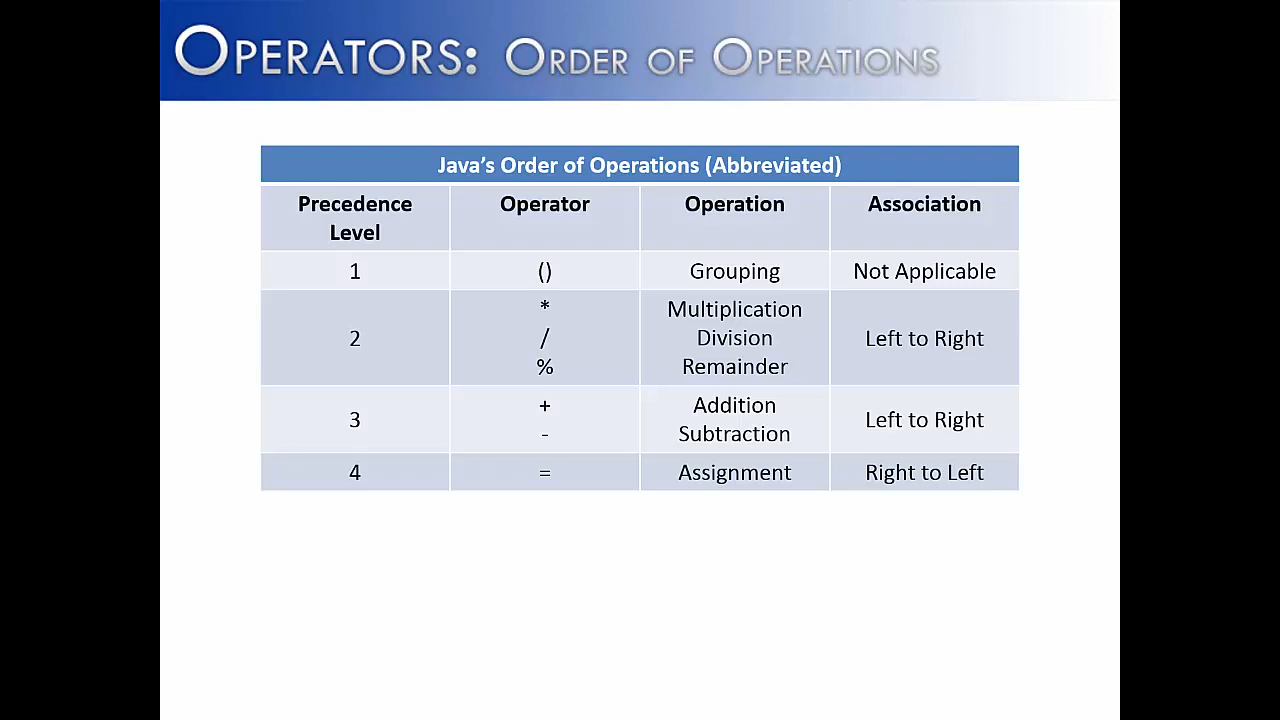 OPERATORS: ORDER OF OPERATIONS
Java's Order of Operations (Abbreviated)
Precedence Level Operator Operation Association
1 () Grouping Not Applicable
* Multiplication
2 / Division Left to Right
% Remainder
+ Addition
3 Left to Right
- Subtraction
4 = Assignment Right to Left